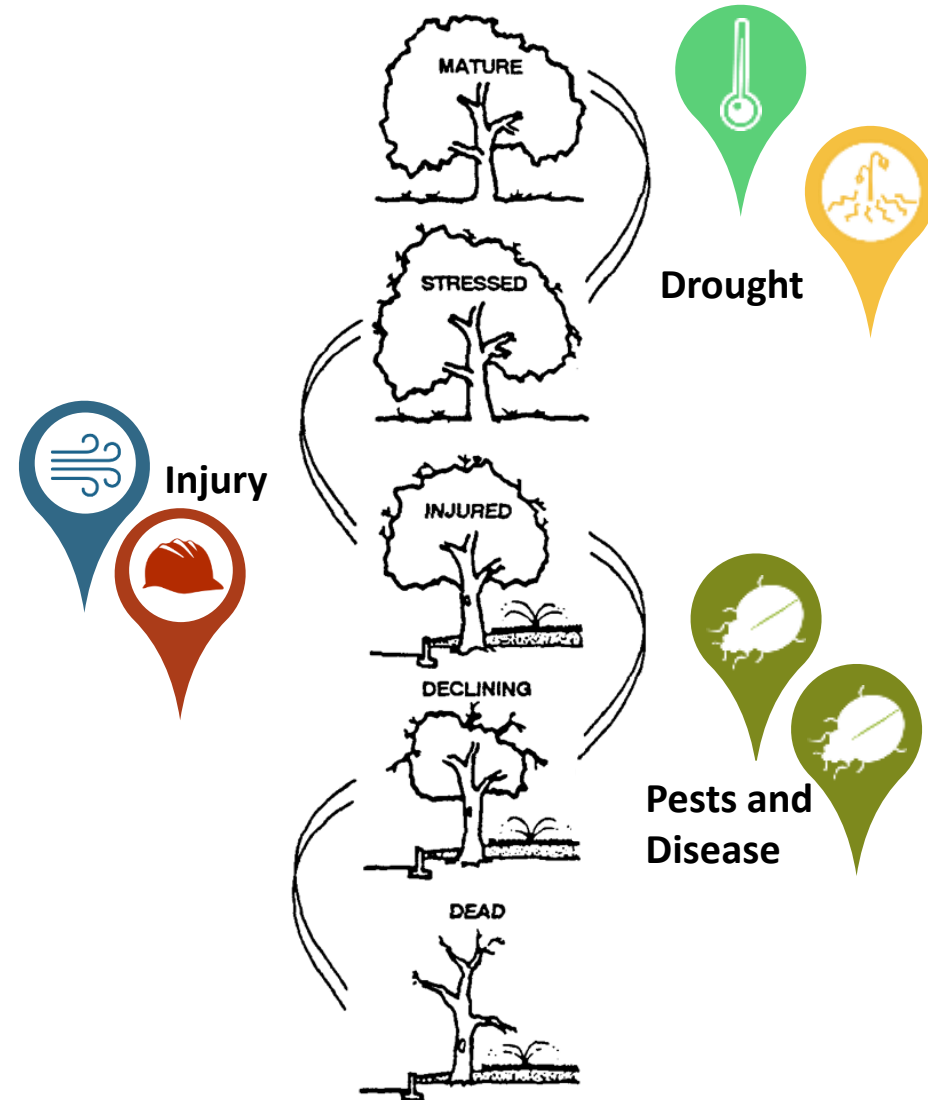 MATURE
STRESSED
Drought
Injury
INJURED
DECLINING
Pests and
Disease
DEAD